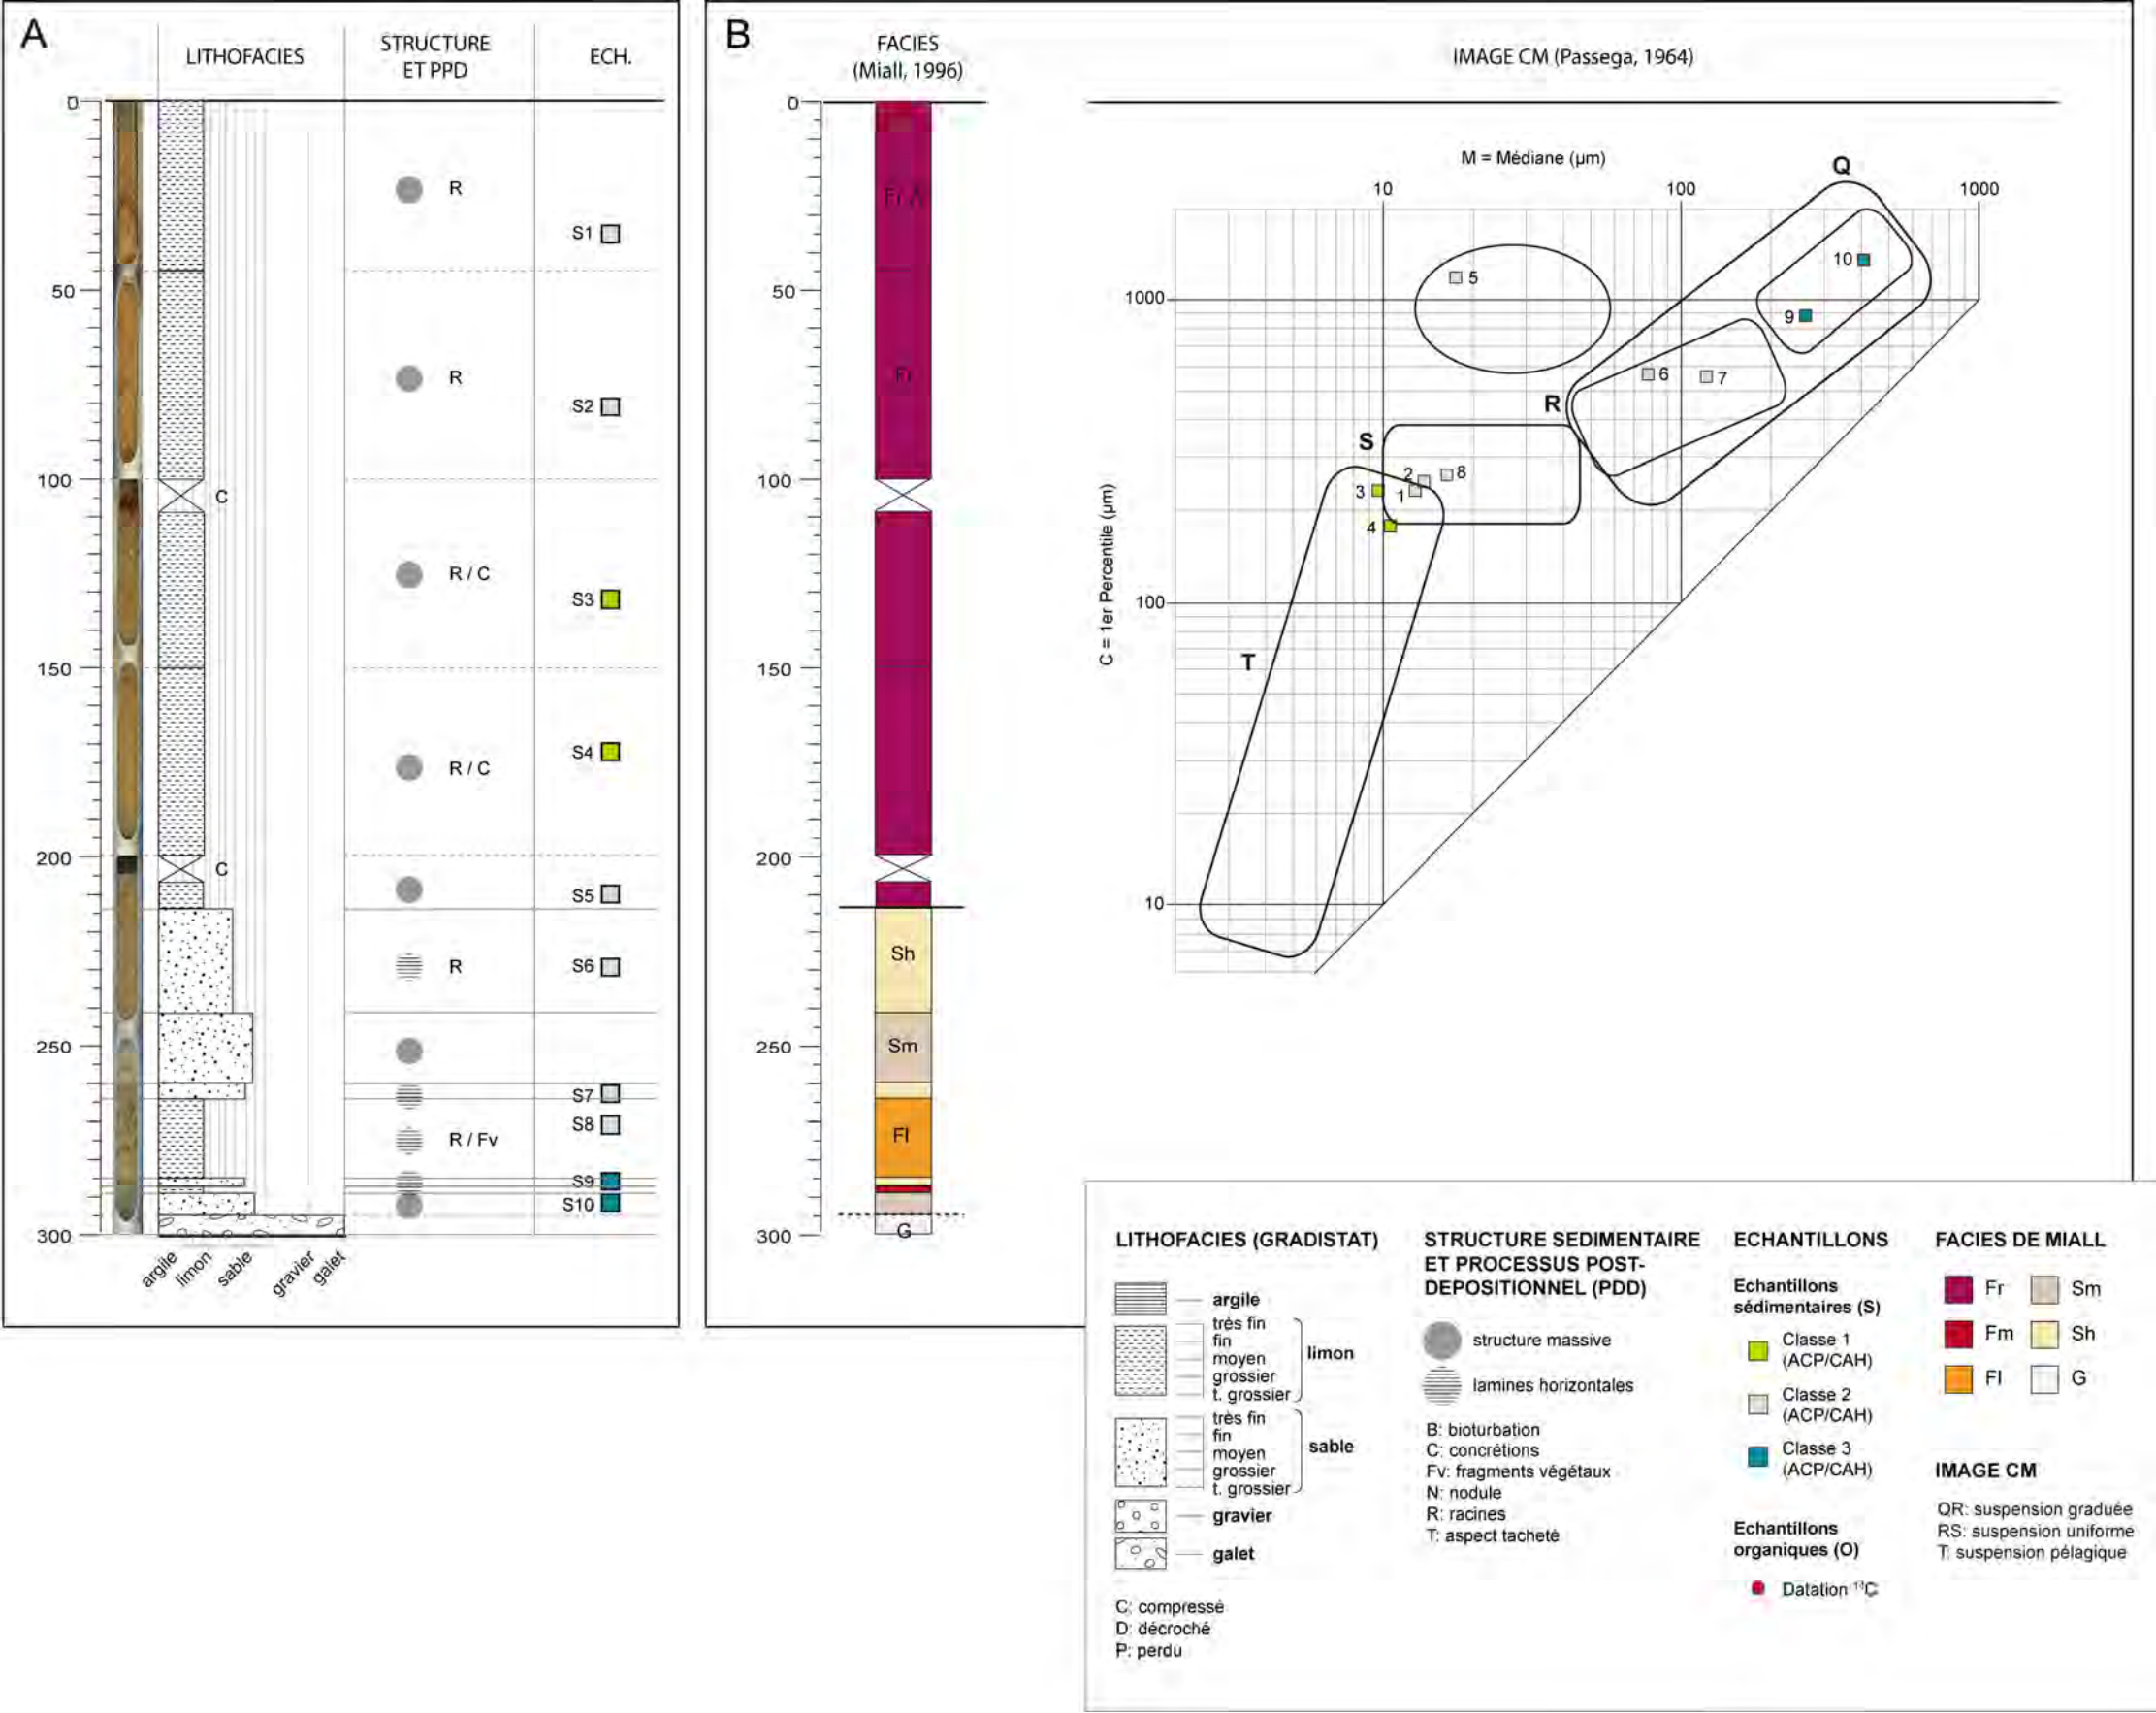 A
LITHOFACIES
STRUCTURE
ET PPD
ECH.
0
50
100
150
200
250
300
C
C
R
R
R / C
R / C
R
R / Fv
S1
S2
S3
S4
S5
S6
S7
S8
S9
S10
argile
limon
sable
gravier
galet
B
FACIES
(Miall, 1996)
0
50
100
150
200
250
300
Fr
Sh
Sm
Fl
G
IMAGE CM (Passega, 1964)
M = Médiane (µm)
10
100
1000
C = 1er Percentile (µm)
1000
100
10
Q
R
S
T
10
9
5
6
7
2
8
3
1
4
LITHOFACIES (GRADISTAT)
argile
très fin
fin
moyen
grossier
t. grossier
limon
très fin
fin
moyen
grossier
t. grossier
sable
gravier
galet
C: compressé
D: décroché
P: perdu
STRUCTURE SEDIMENTAIRE
ET PROCESSUS POST-
DEPOSITIONNEL (PDD)
structure massive
lamines horizontales
B: bioturbation
C: concrétions
Fv: fragments végétaux
N: nodule
R: racines
T: aspect tacheté
ECHANTILLONS
Echantillons
sédimentaires (S)
Classe 1
(ACP/CAH)
Classe 2
(ACP/CAH)
Classe 3
(ACP/CAH)
Echantillons
organiques (O)
Datation ¹⁴C
FACIES DE MIALL
Fr
Sm
Fm
Sh
Fl
G
IMAGE CM
QR: suspension graduée
RS: suspension uniforme
T: suspension pélagique